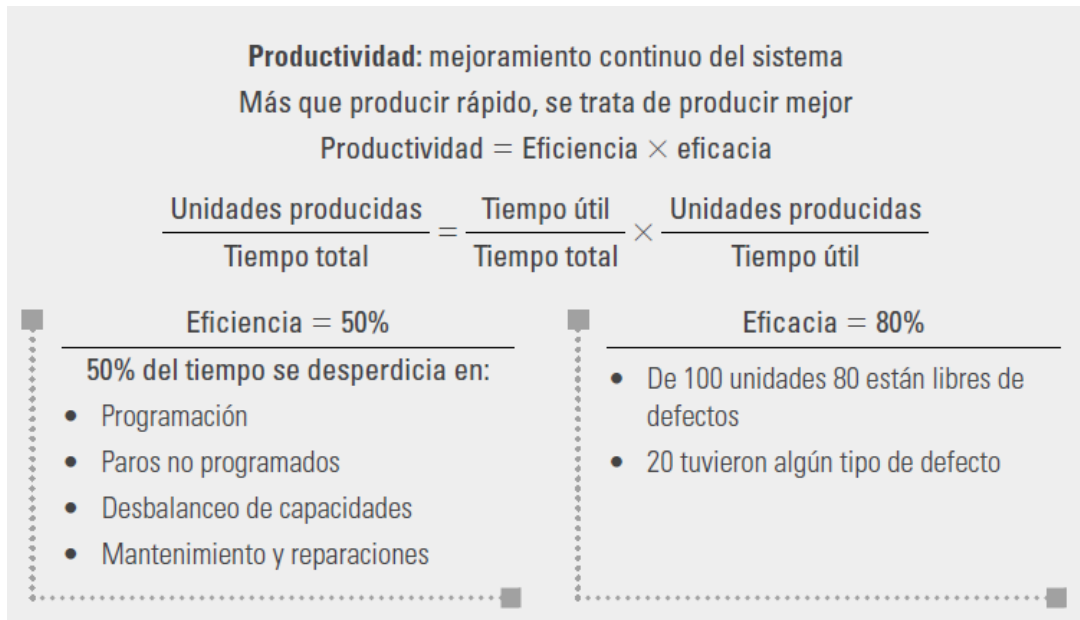 Productividad: mejoramiento continuo del sistema
Más que producir rápido, se trata de producir mejor
Productividad = Eficiencia × eficacia
Unidades producidas / Tiempo total = Tiempo útil / Tiempo total × Unidades producidas / Tiempo útil
Eficiencia = 50%
50% del tiempo se desperdicia en:
• Programación
• Paros no programados
• Desbalanceo de capacidades
• Mantenimiento y reparaciones
Eficacia = 80%
• De 100 unidades 80 están libres de
defectos
• 20 tuvieron algún tipo de defecto